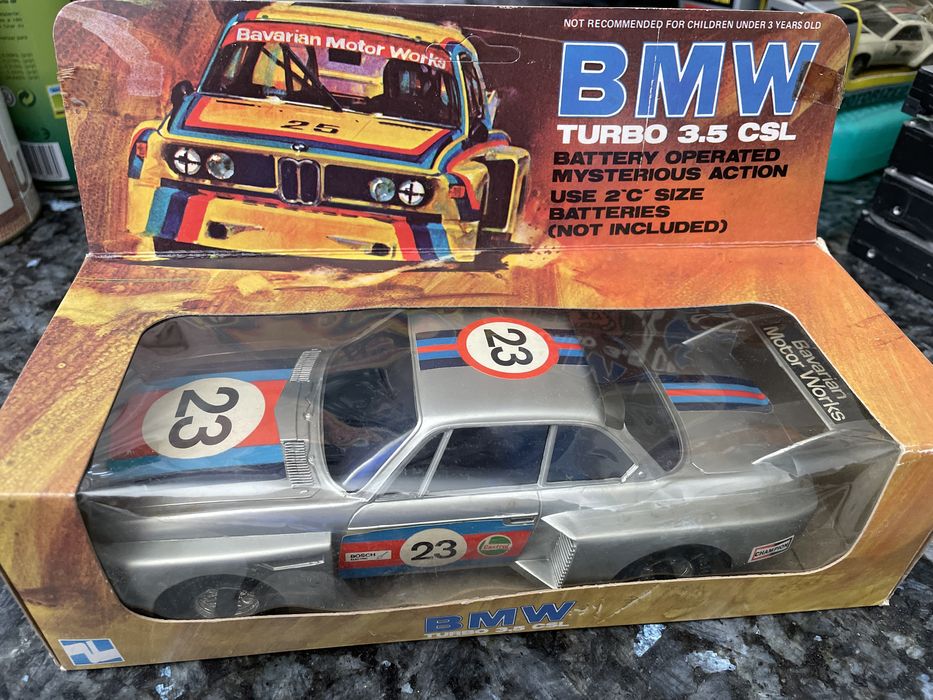 NOT RECOMMENDED FOR CHILDREN UNDER 3 YEARS OLD
Bavarian Motor Works
25
BMW
TURBO 3.5 CSL
BATTERY OPERATED
MYSTERIOUS ACTION
USE 2 "C" SIZE
BATTERIES
(NOT INCLUDED)
23
23
Bavarian
Motor Works
BOSCH
23
Castrol
CHAMPION
BMW
TURBO 3.5 CSL